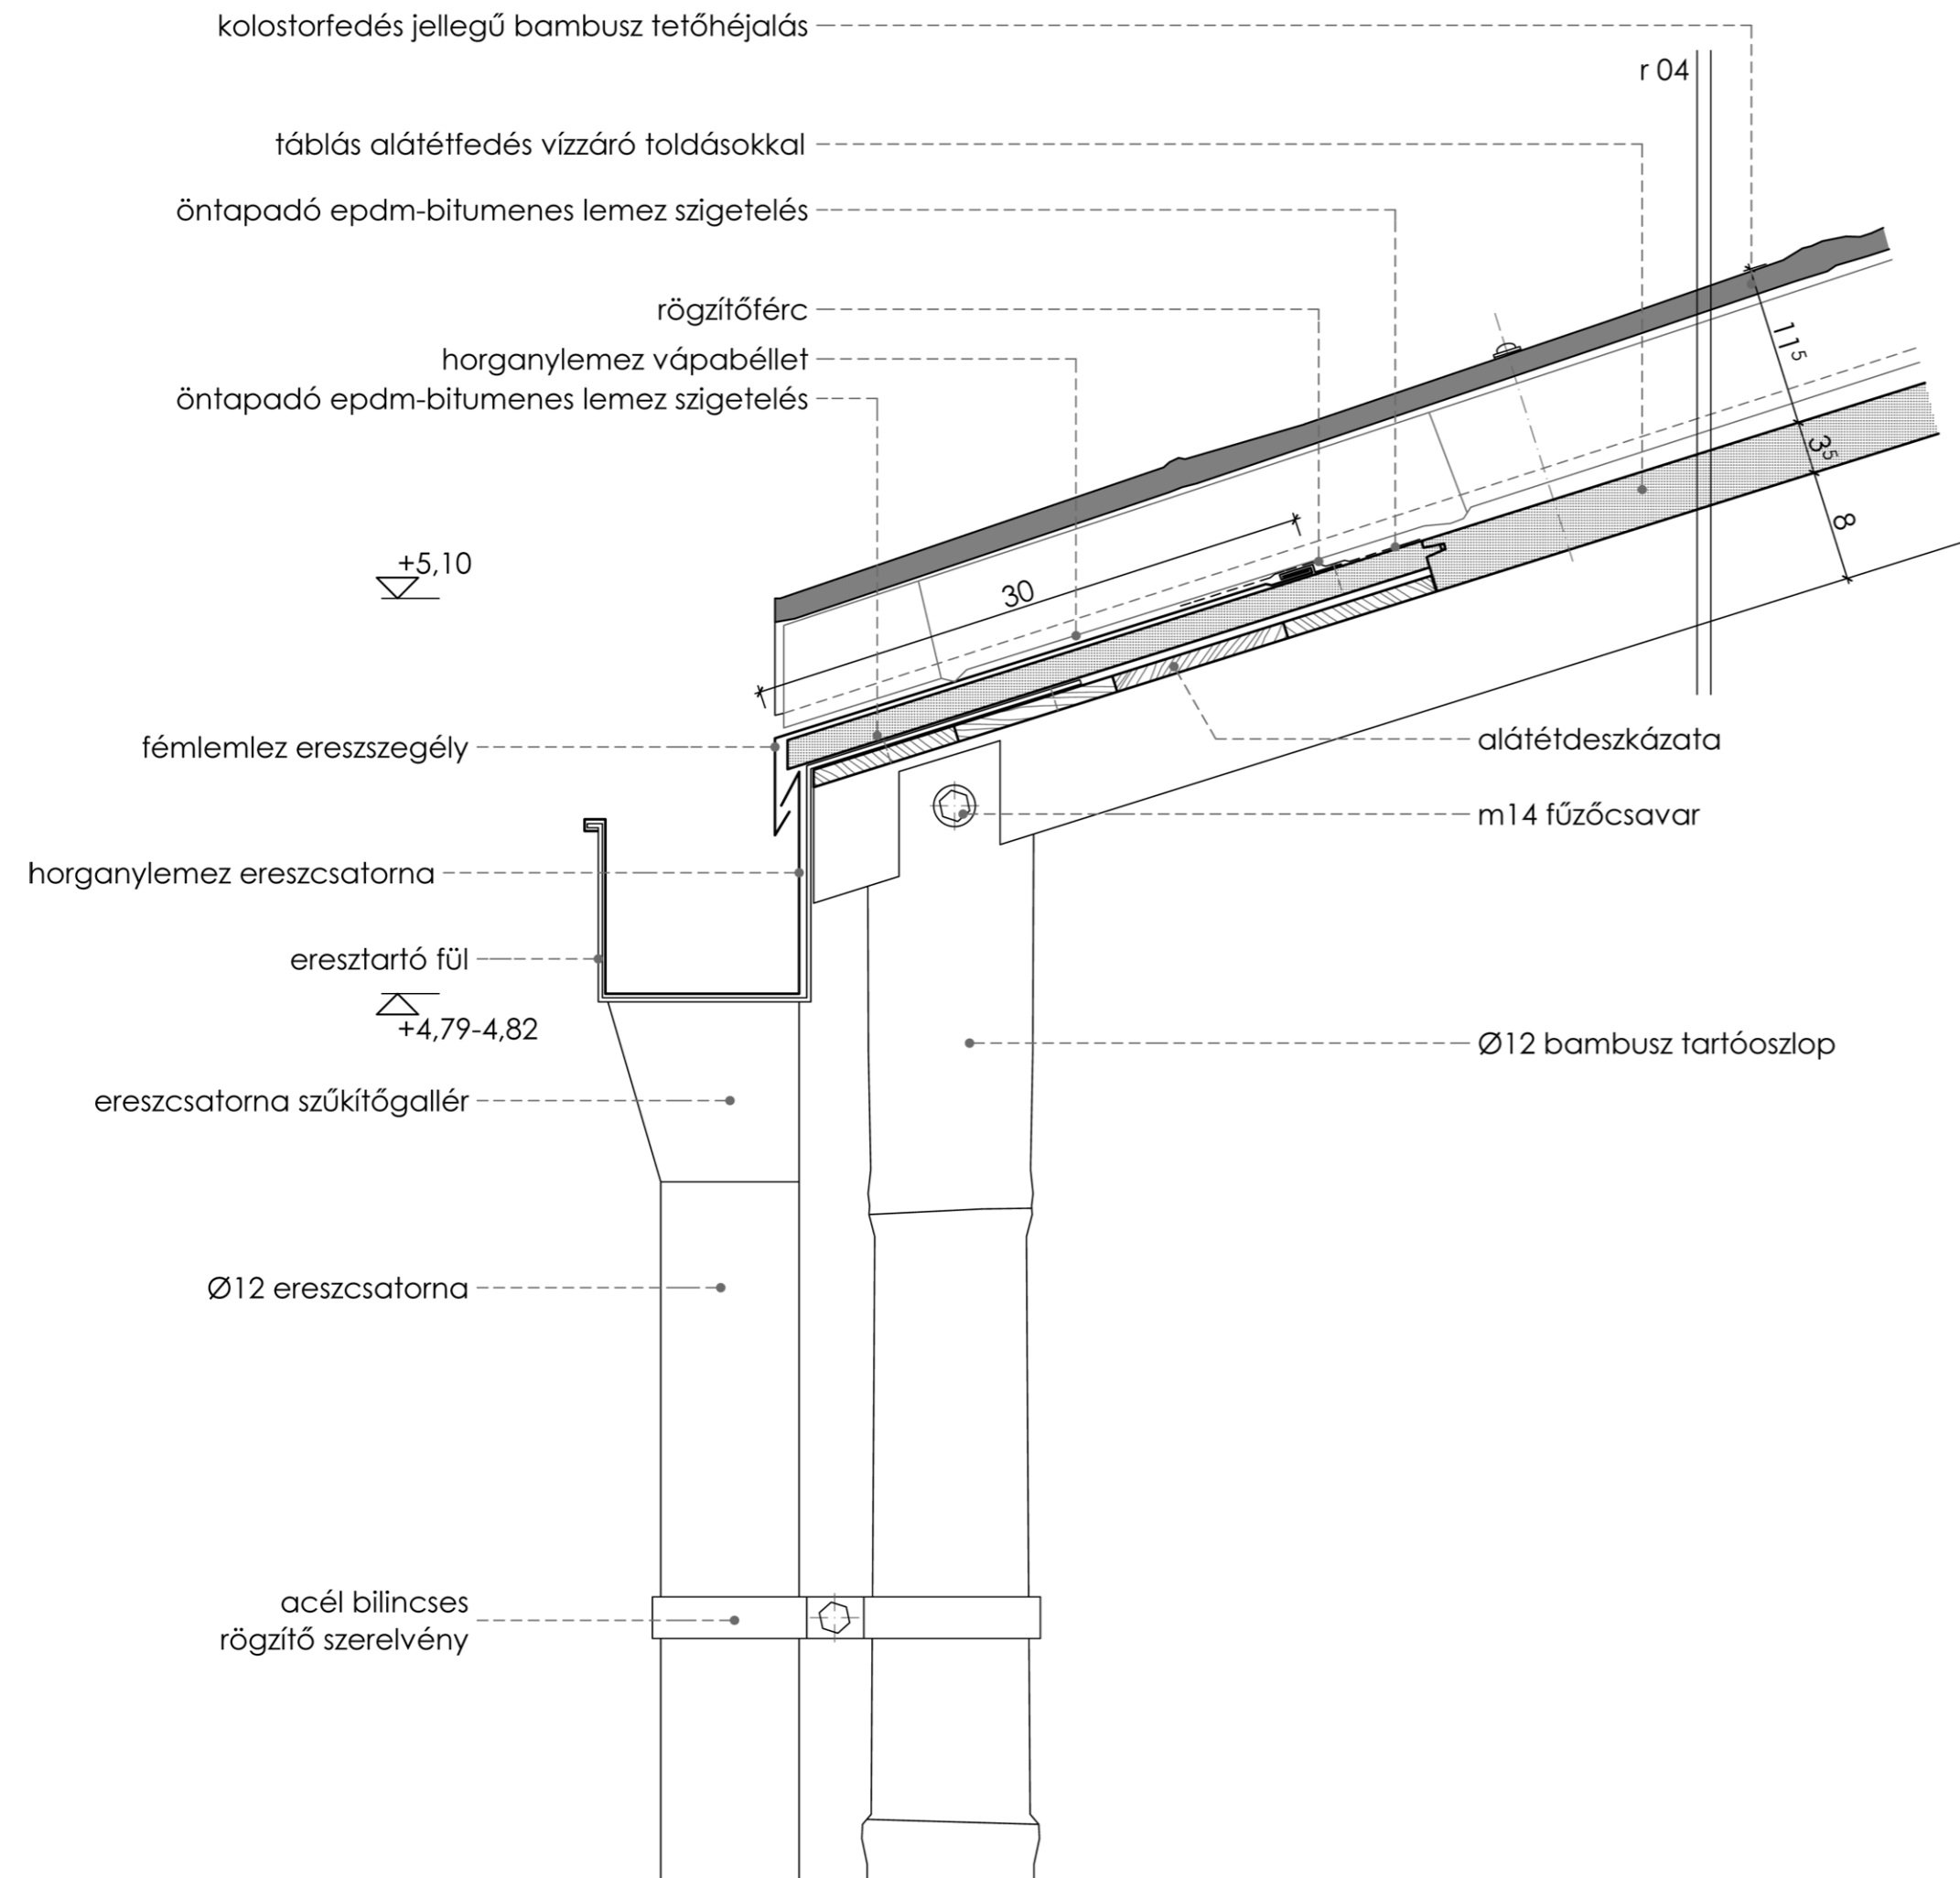 kolostorfedés jellegű bambusz tetőhéjalás
r 04
táblás alátétfedés vízzáró toldásokkal
öntapadó epdm-bitumenes lemez szigetelés
rögzítőférc
horganylemez vápabéllet
öntapadó epdm-bitumenes lemez szigetelés
11⁵
3⁵
8
+5,10
30
fémlemlez ereszszegély
alátétdeszkázata
m14 fűzőcsavar
horganylemez ereszcsatorna
eresztartó fül
+4,79-4,82
Ø12 bambusz tartóoszlop
ereszcsatorna szűkítőgallér
Ø12 ereszcsatorna
acél bilincses
rögzítő szerelvény